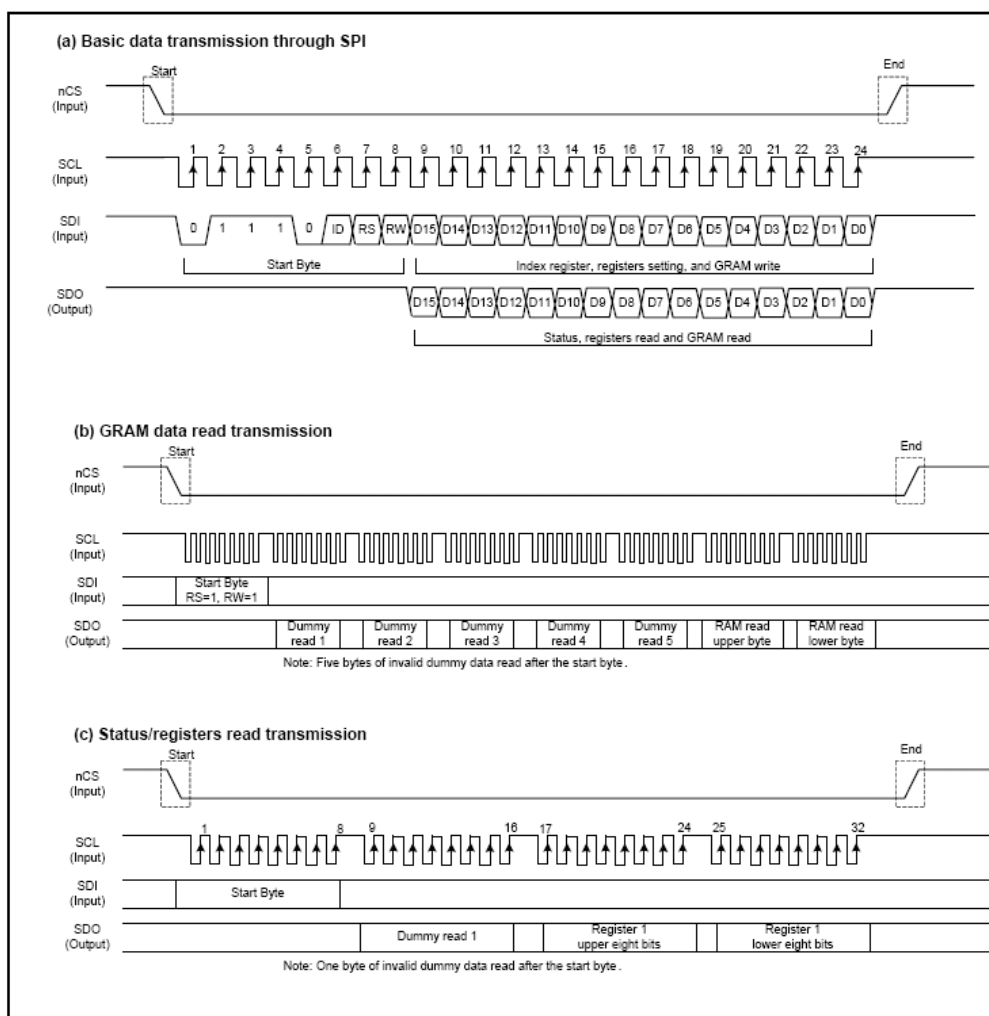 (a) Basic data transmission through SPI
Start
End
nCS
(Input)
1 2 3 4 5 6 7 8 9 10 11 12 13 14 15 16 17 18 19 20 21 22 23 24
SCL
(Input)
SDI
(Input)
0 1 1 1 0 ID RS RW D15 D14 D13 D12 D11 D10 D9 D8 D7 D6 D5 D4 D3 D2 D1 D0
Start Byte
Index register, registers setting, and GRAM write
SDO
(Output)
D15 D14 D13 D12 D11 D10 D9 D8 D7 D6 D5 D4 D3 D2 D1 D0
Status, registers read and GRAM read
(b) GRAM data read transmission
Start
End
nCS
(Input)
SCL
(Input)
SDI
(Input)
Start Byte
RS=1, RW=1
SDO
(Output)
Dummy read 1
Dummy read 2
Dummy read 3
Dummy read 4
Dummy read 5
RAM read upper byte
RAM read lower byte
Note: Five bytes of invalid dummy data read after the start byte.
(c) Status/registers read transmission
Start
End
nCS
(Input)
1 8 9 16 17 24 25 32
SCL
(Input)
SDI
(Input)
Start Byte
SDO
(Output)
Dummy read 1
Register 1
upper eight bits
Register 1
lower eight bits
Note: One byte of invalid dummy data read after the start byte.